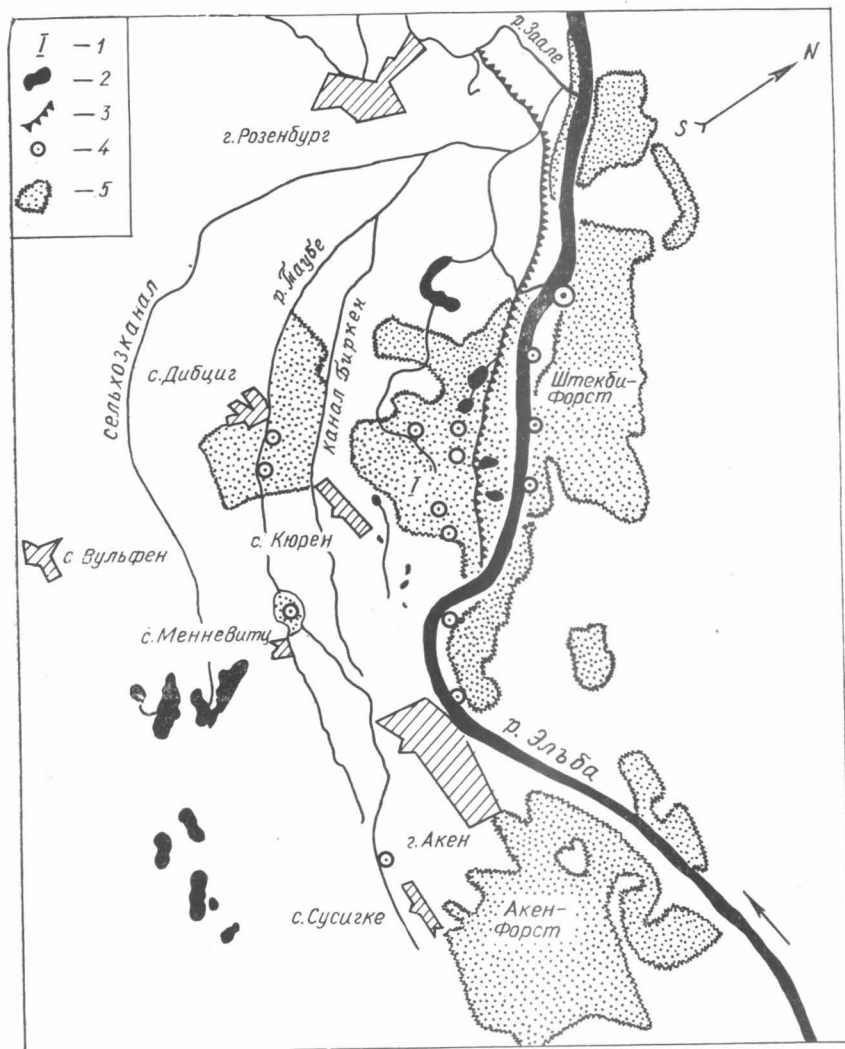 I — 1
— 2
— 3
— 4
— 5
р. Заале
N
S
г. Розенбург
сельхозканал
р. Таубе
канал Биркен
с. Дибциг
Штекби-
Форст
I
с. Кюрен
с Вульфен
с. Менневитц
р. Эльба
г. Акен
с. Сусигке
Акен-
Форст